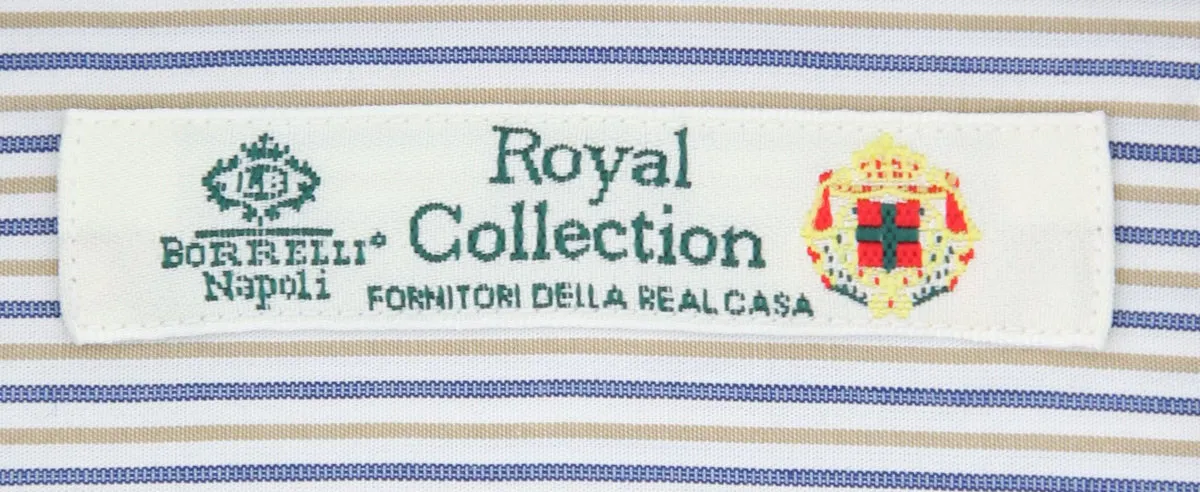 LB
BORRELLI
Napoli
Royal
Collection
FORNITORI DELLA REAL CASA